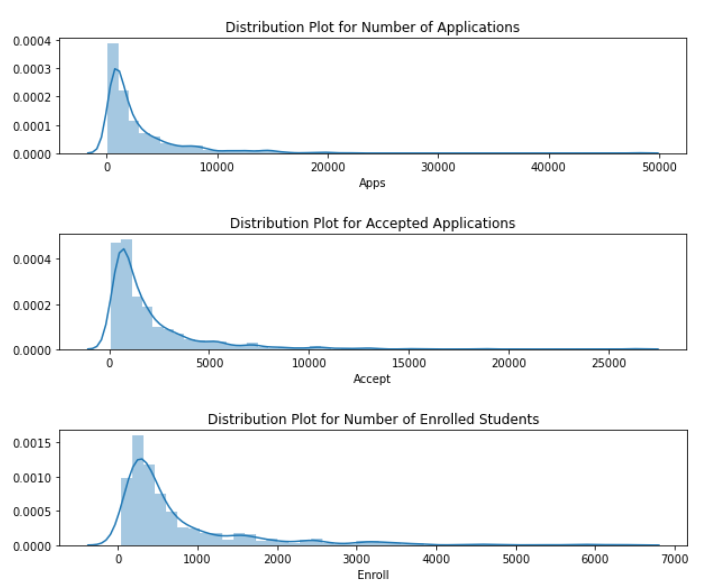 Distribution Plot for Number of Applications
0.0004
0.0003
0.0002
0.0001
0.0000
0 10000 20000 30000 40000 50000
Apps
Distribution Plot for Accepted Applications
0.0004
0.0002
0.0000
0 5000 10000 15000 20000 25000
Accept
Distribution Plot for Number of Enrolled Students
0.0015
0.0010
0.0005
0.0000
0 1000 2000 3000 4000 5000 6000 7000
Enroll